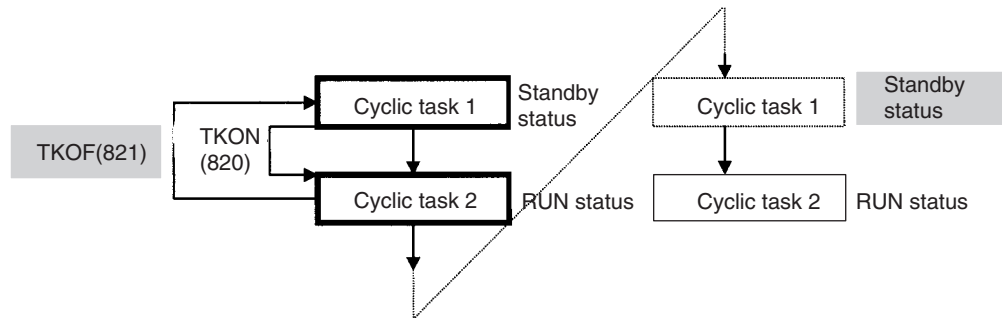 Cyclic task 1
Standby
status
TKOF(821)
TKON
(820)
Cyclic task 2
RUN status
Cyclic task 1
Standby
status
Cyclic task 2
RUN status